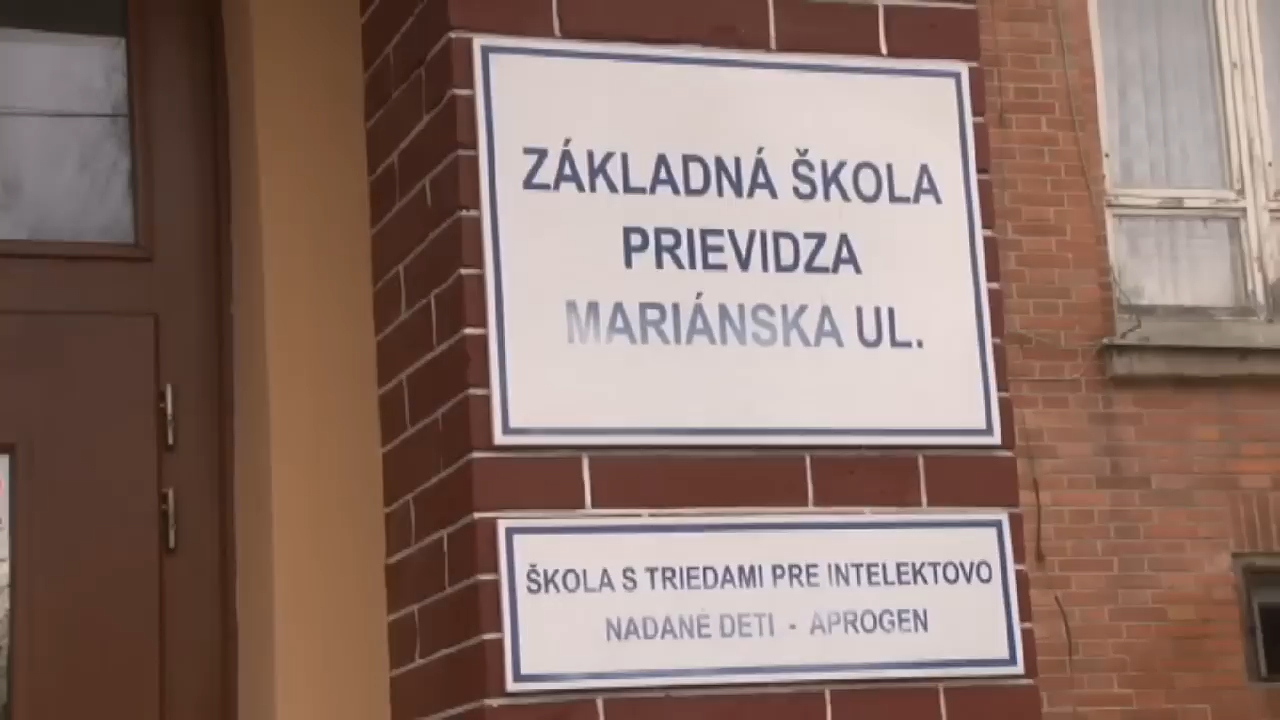 ZÁKLADNÁ ŠKOLA
PRIEVIDZA
MARIÁNSKA UL.
ŠKOLA S TRIEDAMI PRE INTELEKTOVO
NADANÉ DETI - APROGEN